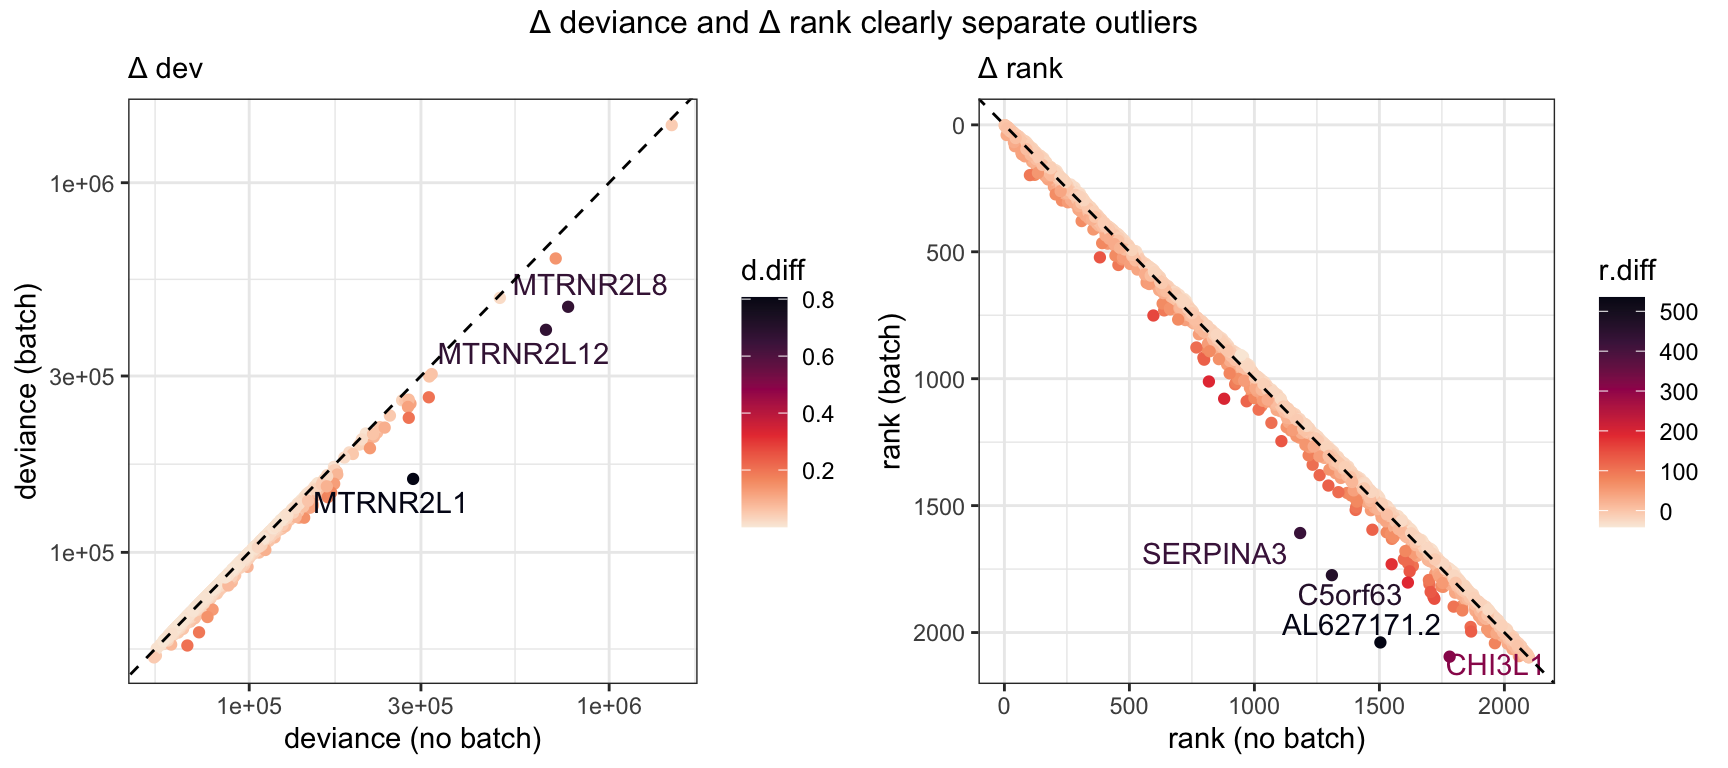 Δ deviance and Δ rank clearly separate outliers
Δ dev
deviance (batch)
1e+06
3e+05
1e+05
MTRNR2L8
MTRNR2L12
MTRNR2L1
1e+05
3e+05
1e+06
deviance (no batch)
d.diff
0.8
0.6
0.4
0.2
Δ rank
rank (batch)
0
500
1000
1500
2000
SERPINA3
C5orf63
AL627171.2
CHI3L1
0
500
1000
1500
2000
rank (no batch)
r.diff
500
400
300
200
100
0